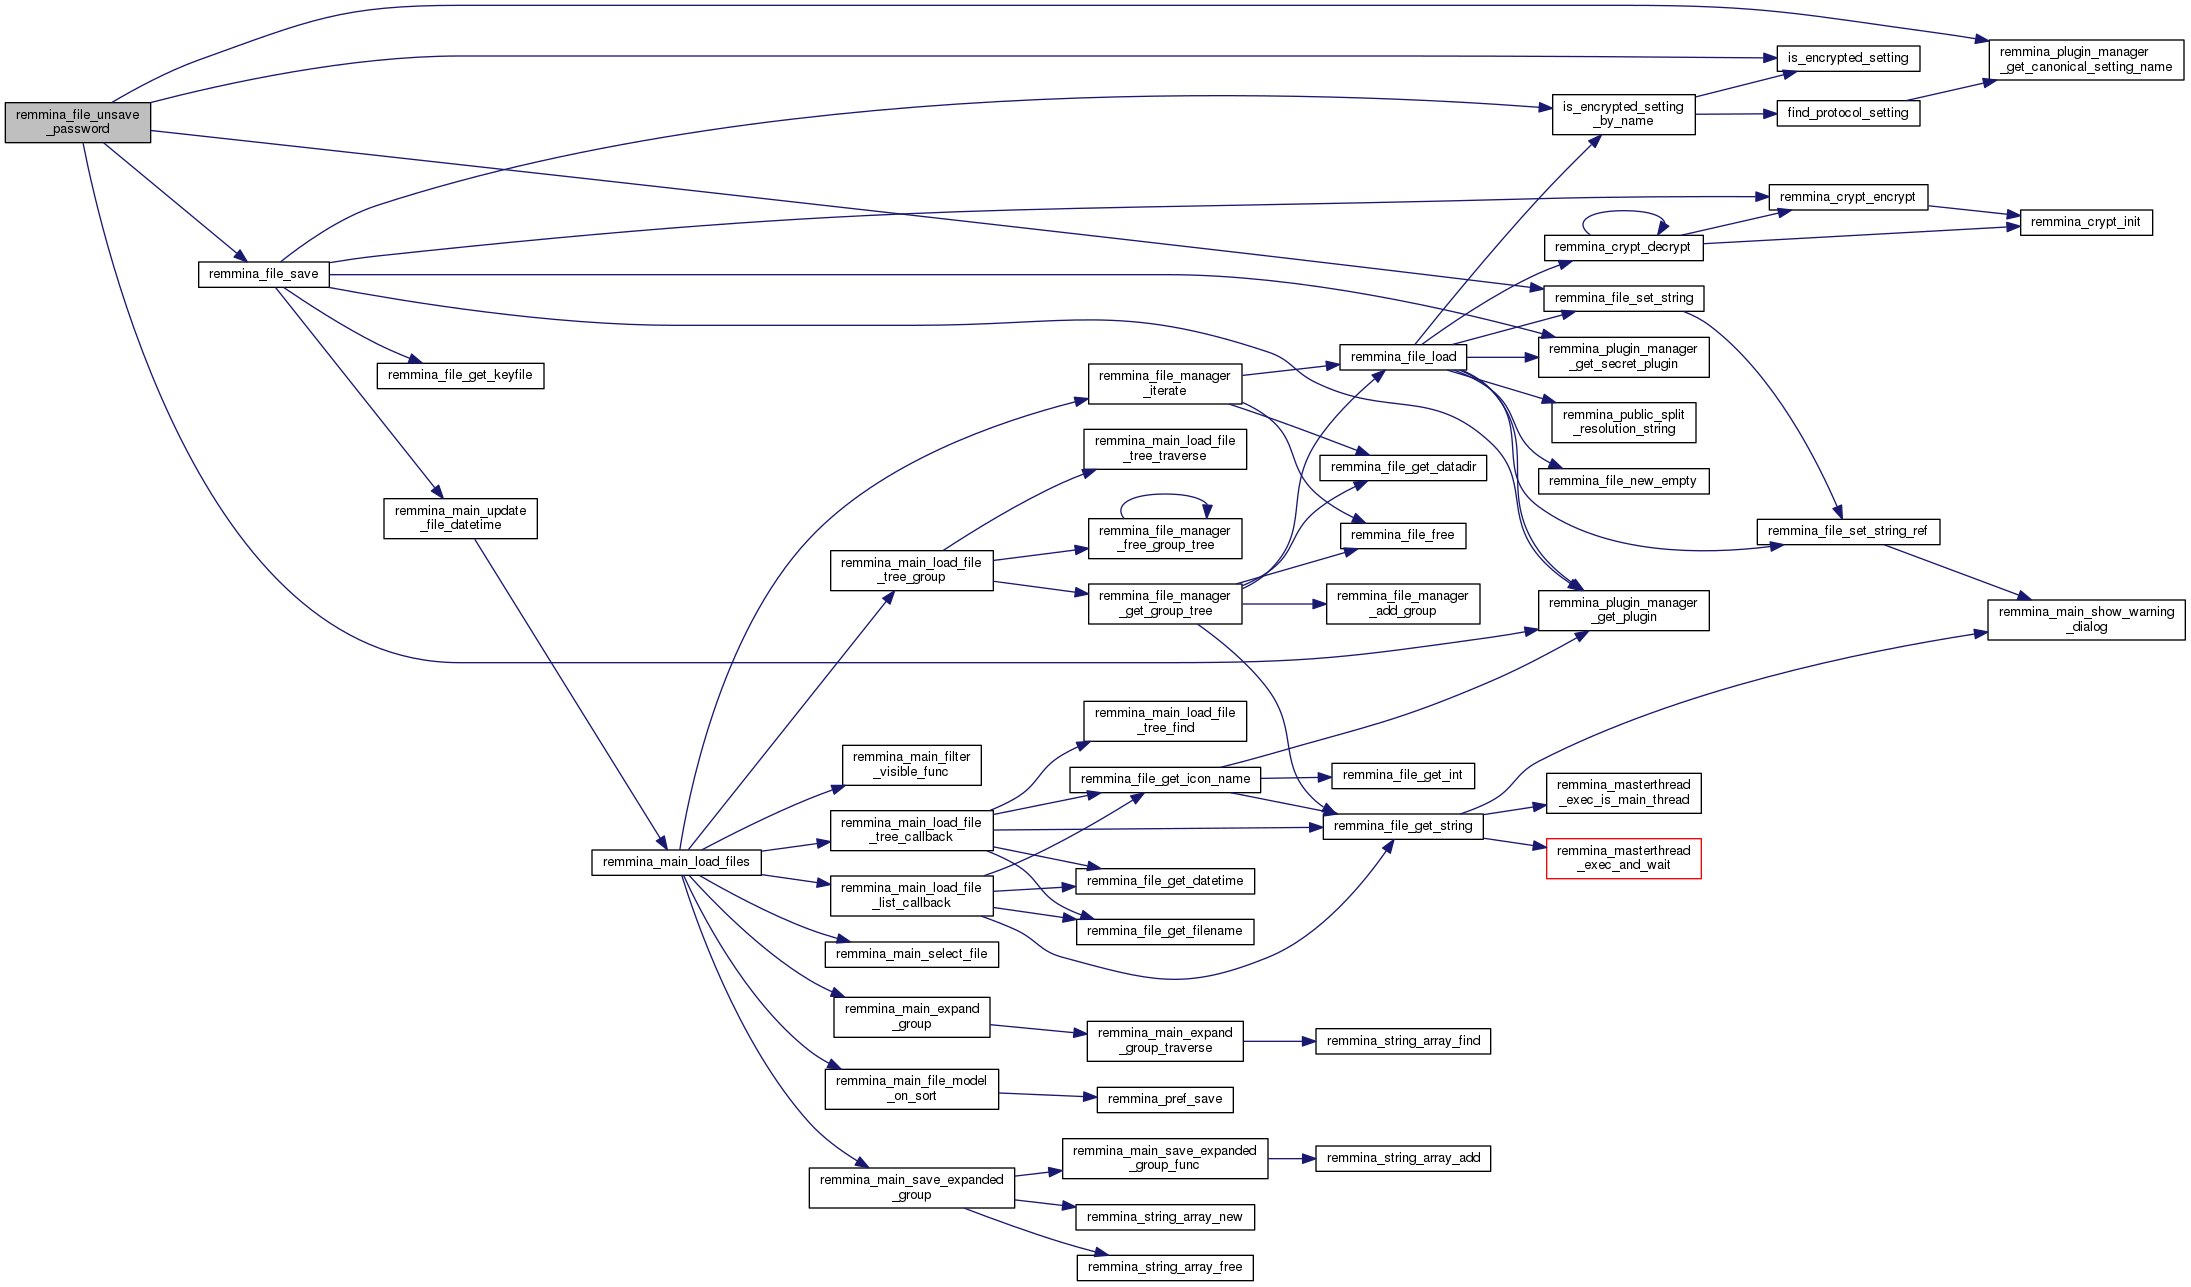 remmina_file_unsave
_password
remmina_file_save
remmina_file_get_keyfile
remmina_main_update
_file_datetime
remmina_main_load_files
remmina_main_load_file
_tree_group
remmina_main_filter
_visible_func
remmina_main_load_file
_tree_callback
remmina_main_load_file
_list_callback
remmina_main_select_file
remmina_main_expand
_group
remmina_main_file_model
_on_sort
remmina_main_save_expanded
_group
remmina_file_manager
_iterate
remmina_main_load_file
_tree_traverse
remmina_file_manager
_free_group_tree
remmina_file_manager
_get_group_tree
remmina_main_load_file
_tree_find
remmina_file_get_icon_name
remmina_file_get_datetime
remmina_file_get_filename
remmina_main_expand
_group_traverse
remmina_pref_save
remmina_main_save_expanded
_group_func
remmina_string_array_new
remmina_string_array_free
remmina_file_load
remmina_file_get_datadir
remmina_file_free
remmina_file_manager
_add_group
remmina_file_get_int
remmina_file_get_string
remmina_string_array_find
remmina_string_array_add
is_encrypted_setting
_by_name
remmina_crypt_decrypt
remmina_file_set_string
remmina_plugin_manager
_get_secret_plugin
remmina_public_split
_resolution_string
remmina_file_new_empty
remmina_plugin_manager
_get_plugin
remmina_masterthread
_exec_is_main_thread
remmina_masterthread
_exec_and_wait
is_encrypted_setting
find_protocol_setting
remmina_crypt_encrypt
remmina_file_set_string_ref
remmina_plugin_manager
_get_canonical_setting_name
remmina_crypt_init
remmina_main_show_warning
_dialog